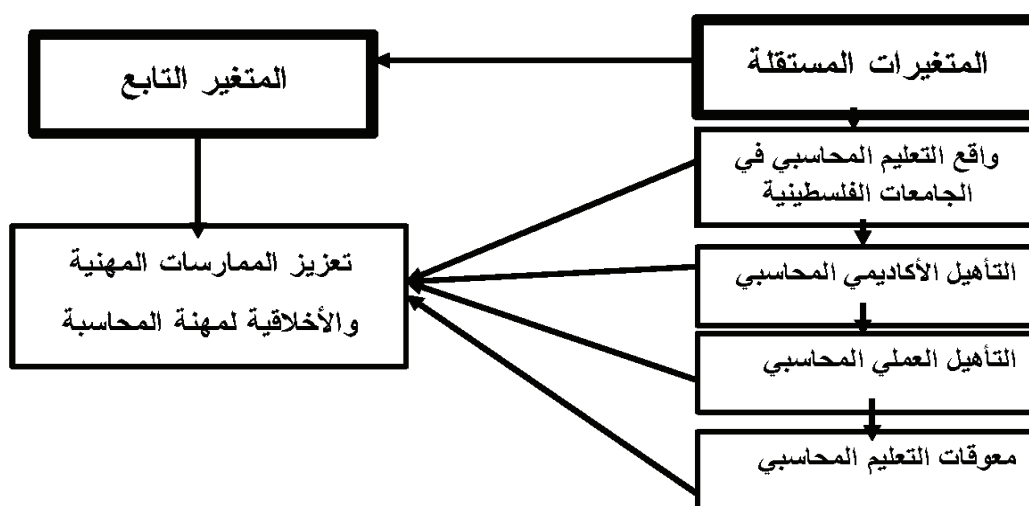 المتغيرات المستقلة
المتغير التابع
واقع التعليم المحاسبي في
الجامعات الفلسطينية
التأهيل الأكاديمي المحاسبي
التأهيل العملي المحاسبي
معوقات التعليم المحاسبي
تعزيز الممارسات المهنية
والأخلاقية لمهنة المحاسبة